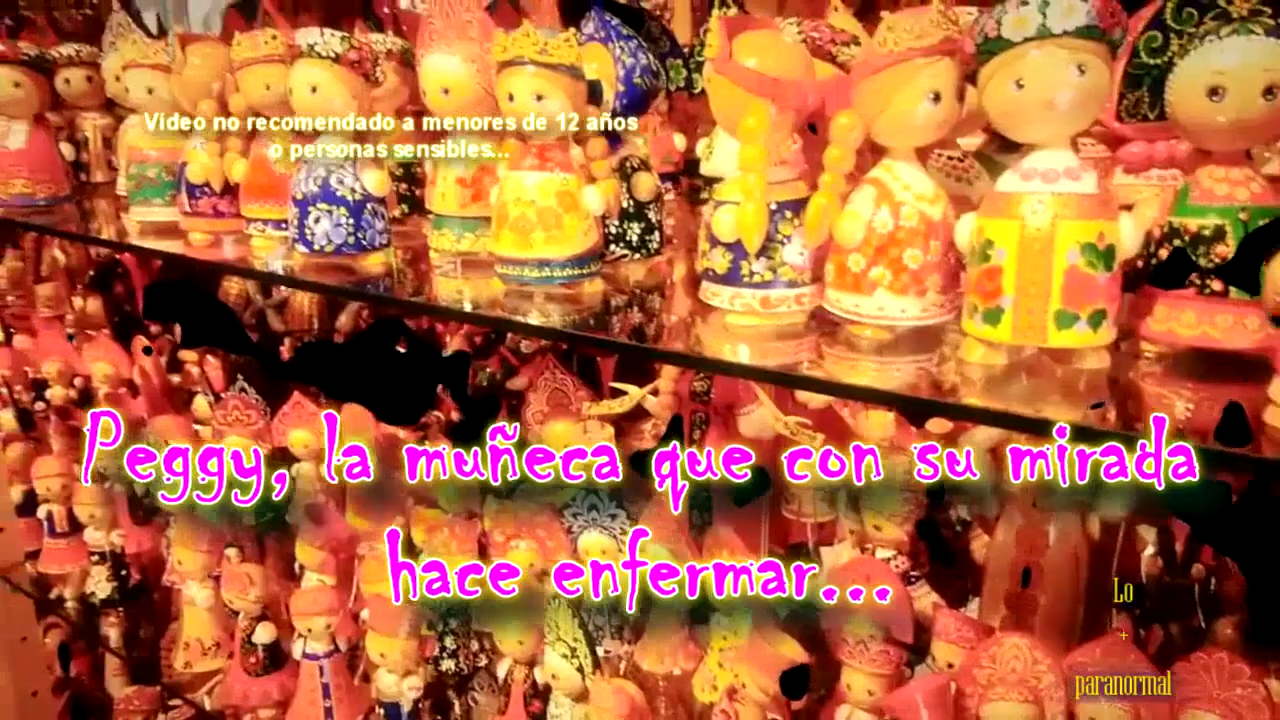 Vídeo no recomendado a menores de 12 años
o personas sensibles...
Peggy, la muñeca que con su mirada
hace enfermar...
Lo
+
paranormal